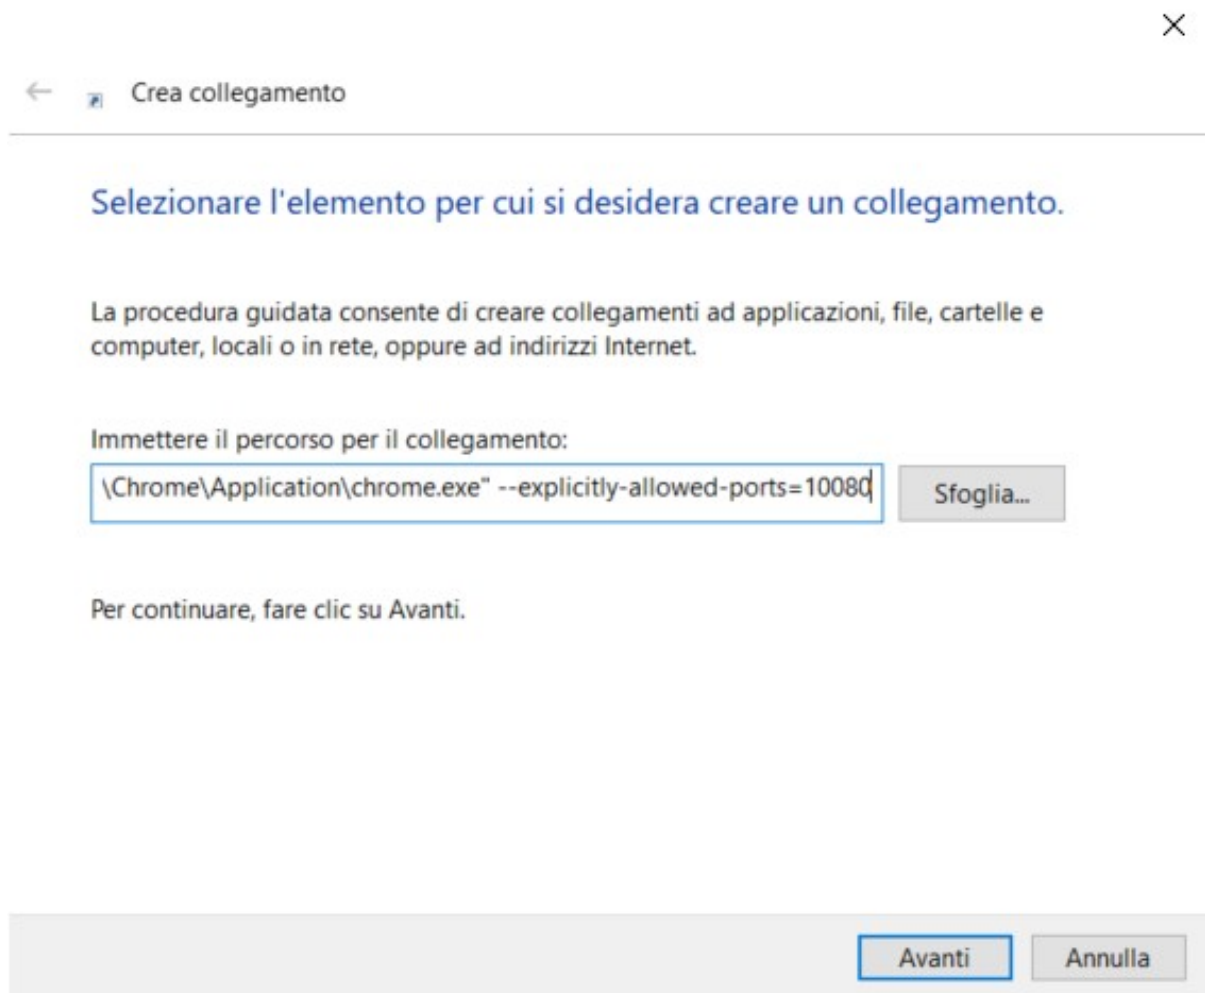 Crea collegamento
Selezionare l'elemento per cui si desidera creare un collegamento.
La procedura guidata consente di creare collegamenti ad applicazioni, file, cartelle e
computer, locali o in rete, oppure ad indirizzi Internet.
Immettere il percorso per il collegamento:
\Chrome\Application\chrome.exe" --explicitly-allowed-ports=10080
Sfoglia...
Per continuare, fare clic su Avanti.
Avanti
Annulla